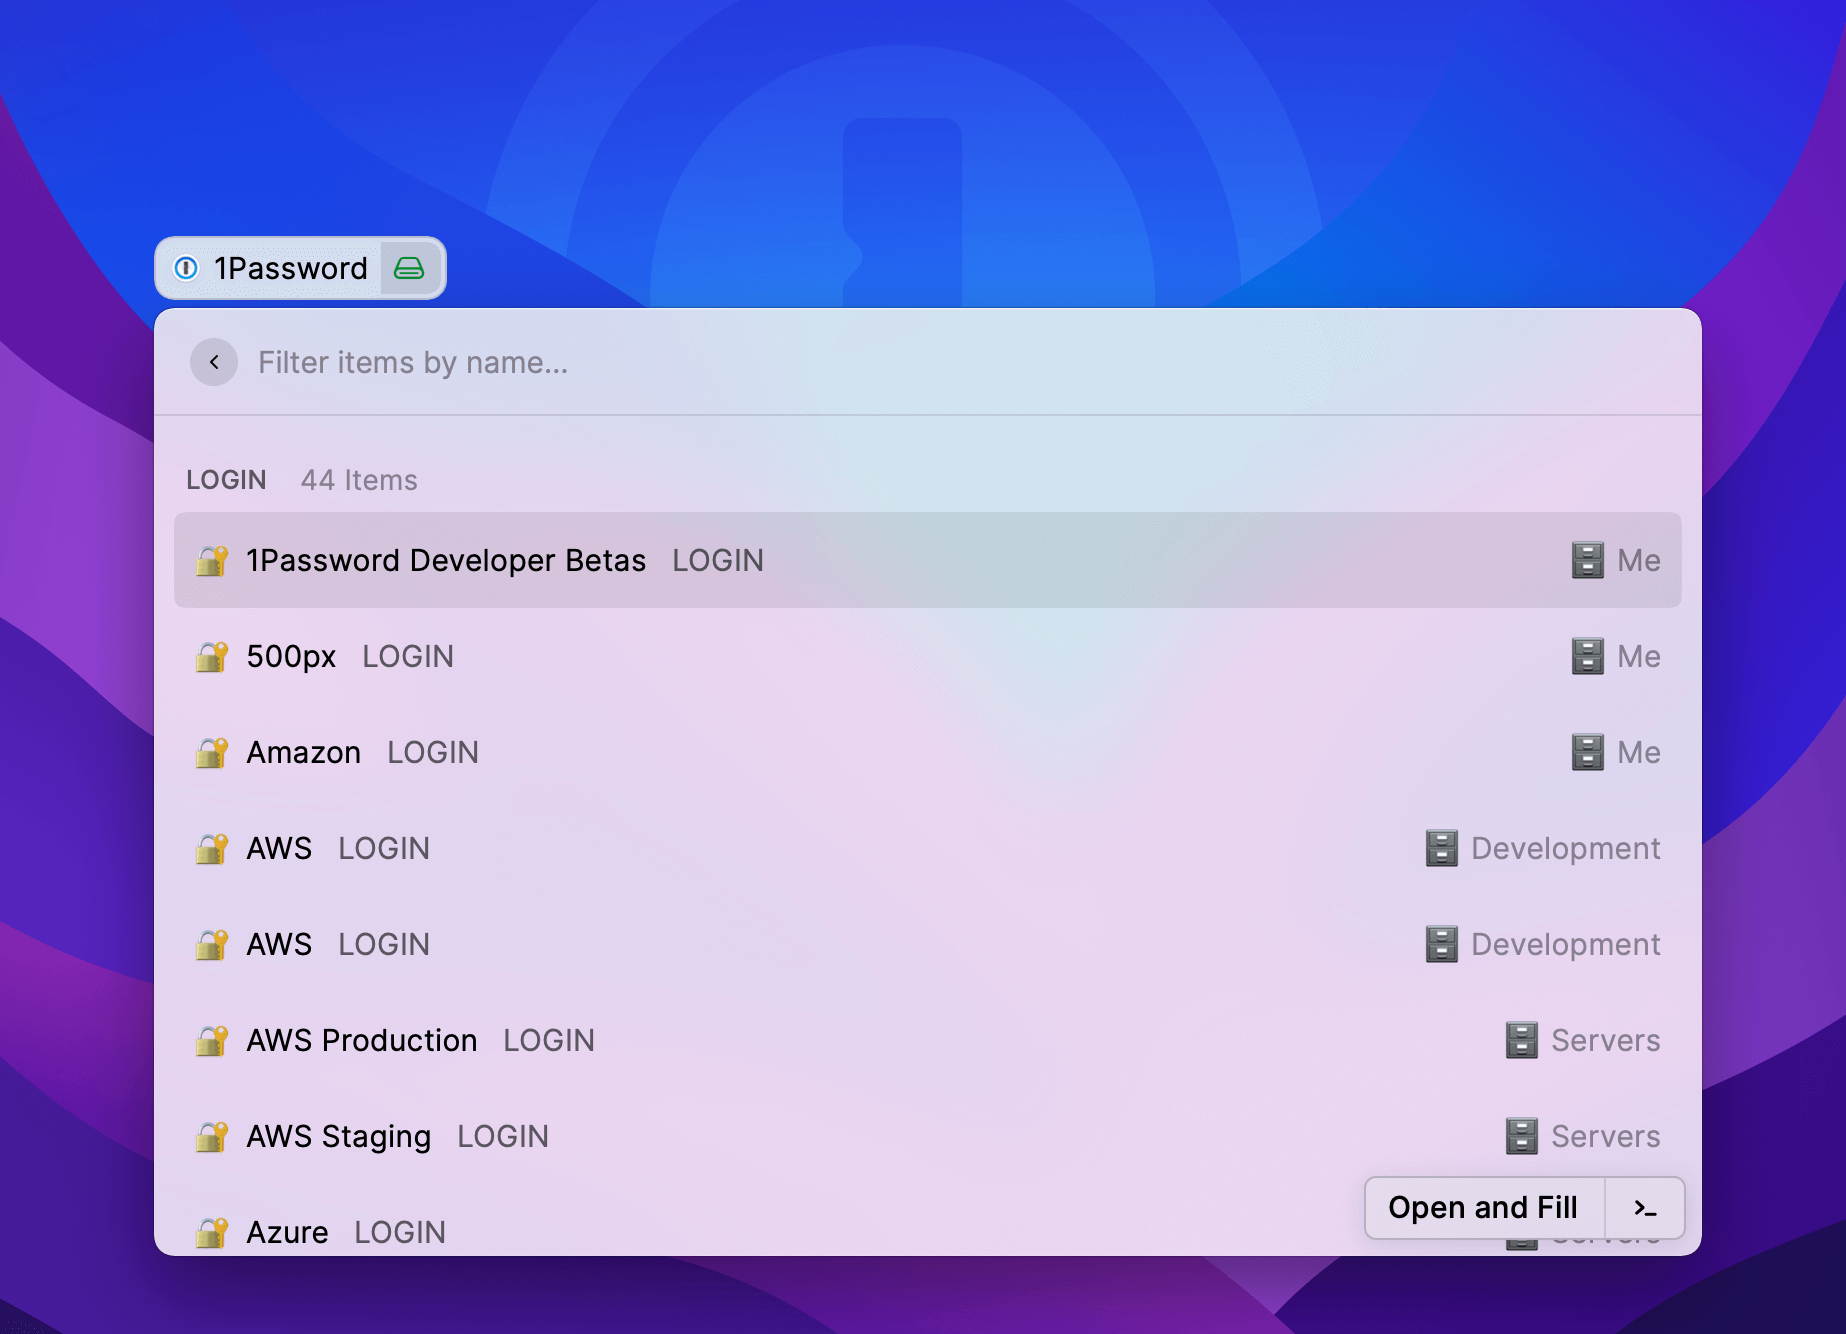 1Password
Filter items by name...
LOGIN 44 Items
1Password Developer Betas LOGIN Me
500px LOGIN Me
Amazon LOGIN Me
AWS LOGIN Development
AWS LOGIN Development
AWS Production LOGIN Servers
AWS Staging LOGIN Servers
Open and Fill >_
Azure LOGIN Servers